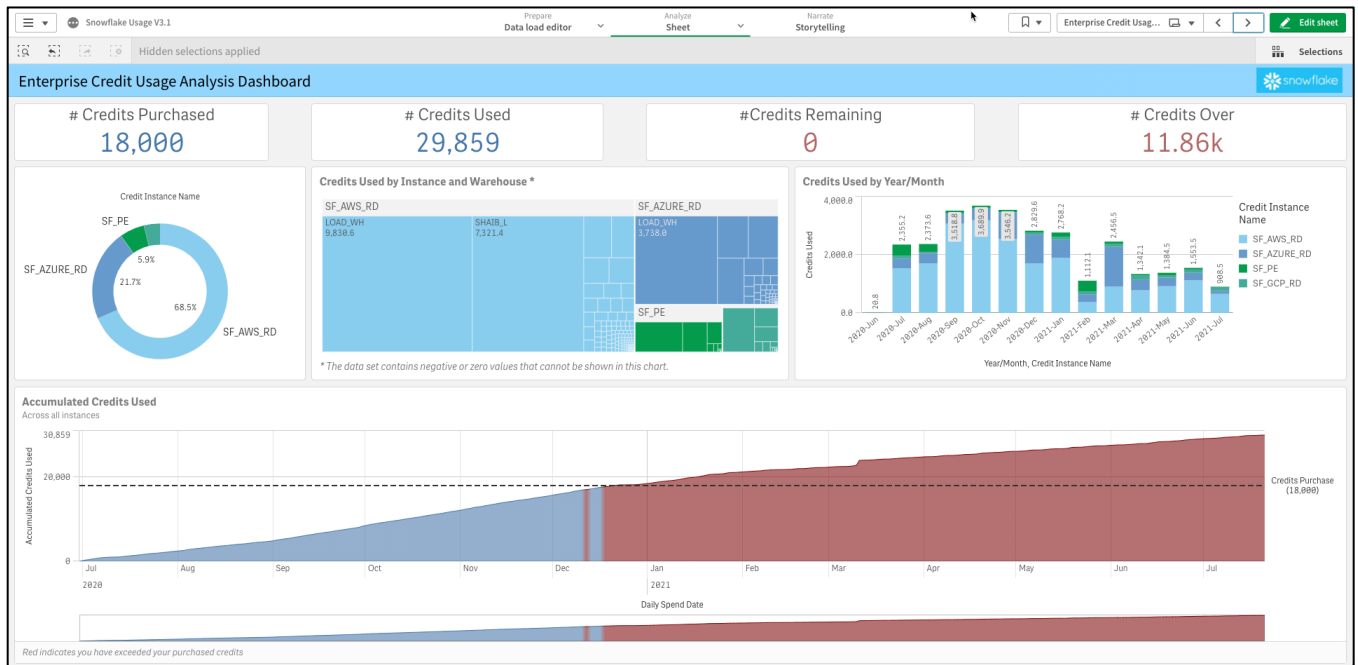 Snowflake Usage V3.1
Prepare
Data load editor
Analyze
Sheet
Narrate
Storytelling
Enterprise Credit Usag...
Edit sheet
Hidden selections applied
Selections
Enterprise Credit Usage Analysis Dashboard
snowflake
# Credits Purchased
18,000
# Credits Used
29,859
#Credits Remaining
0
# Credits Over
11.86k
Credit Instance Name
SF_PE
SF_AZURE_RD
5.9%
21.7%
68.5%
SF_AWS_RD
Credits Used by Instance and Warehouse *
SF_AWS_RD
SF_AZURE_RD
LOAD_WH
9,830.6
SHAIB_L
7,321.4
LOAD_WH
3,738.0
SF_PE
* The data set contains negative or zero values that cannot be shown in this chart.
Credits Used by Year/Month
Credits Used
4,000.0
2,000.0
0.0
20.8
2,355.2
2,373.6
3,518.8
3,689.9
3,546.2
2,829.6
2,768.2
1,112.1
2,456.5
1,342.1
1,384.5
1,553.5
908.5
2020-Jun
2020-Jul
2020-Aug
2020-Sep
2020-Oct
2020-Nov
2020-Dec
2021-Jan
2021-Feb
2021-Mar
2021-Apr
2021-May
2021-Jun
2021-Jul
Year/Month, Credit Instance Name
Credit Instance
Name
SF_AWS_RD
SF_AZURE_RD
SF_PE
SF_GCP_RD
Accumulated Credits Used
Across all instances
Accumulated Credits Used
30,859
20,000
0
Credits Purchase
(18,000)
Jul Aug Sep Oct Nov Dec Jan Feb Mar Apr May Jun Jul
2020 2021
Daily Spend Date
Red indicates you have exceeded your purchased credits